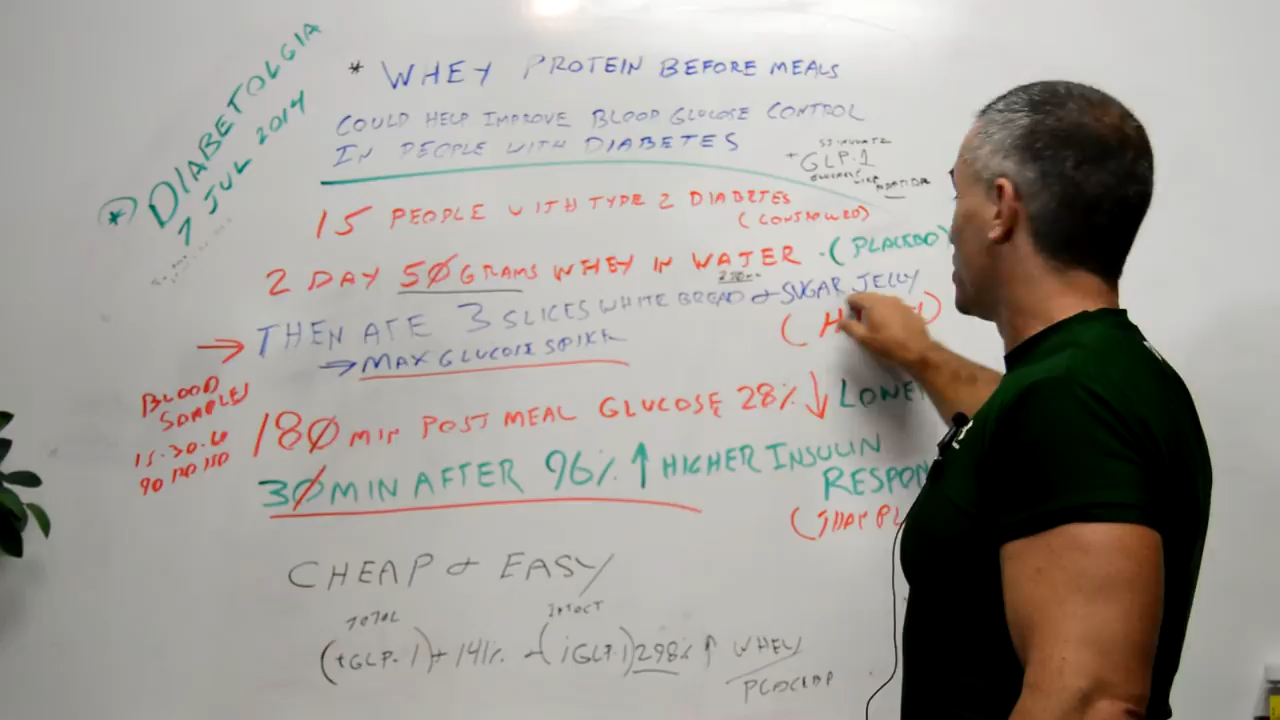 * DIABETOLGIA
7 JUL 2014
* WHEY PROTEIN BEFORE MEALS
COULD HELP IMPROVE BLOOD GLUCOSE CONTROL
IN PEOPLE WITH DIABETES
+GLP-1
15 PEOPLE WITH TYPE 2 DIABETES
(CONTROLLED)
2 DAY 50 GRAMS WHEY IN WATER · (PLACEBO)
THEN ATE 3 SLICES WHITE BREAD & SUGAR JELLY
→ MAX GLUCOSE SPIKE
BLOOD
SAMPLES
180 MIN POST MEAL GLUCOSE 28% ↓ LOWE
30 MIN AFTER 96% ↑ HIGHER INSULIN
RESPON
CHEAP & EASY
TOTAL
INTACT
(tGLP-1)+ 141%. (iGLP-1) 298% ↑ WHEY
PLACEBO